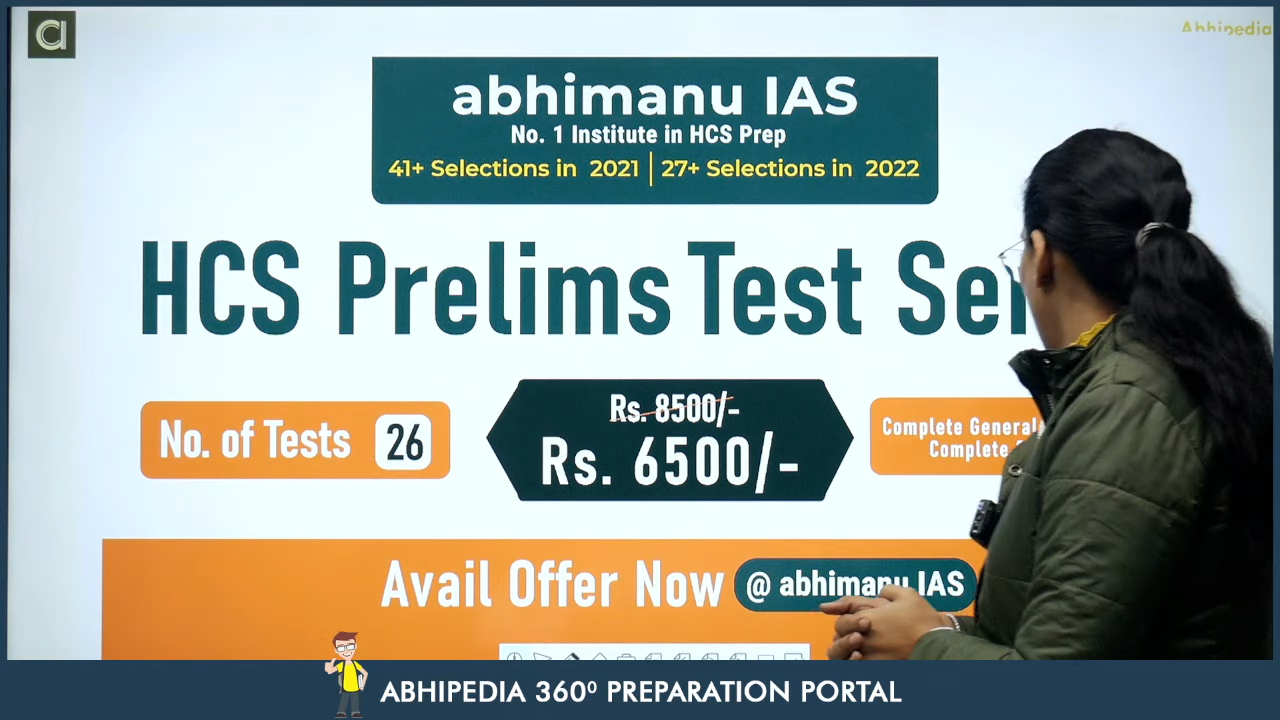 Abhipedia
abhimanu IAS
No. 1 Institute in HCS Prep
41+ Selections in 2021 | 27+ Selections in 2022
HCS Prelims Test
No. of Tests 26
Rs. 8500/-
Rs. 6500/-
Complete General
Complete
Avail Offer Now @ abhimanu IAS
ABHIPEDIA 360⁰ PREPARATION PORTAL